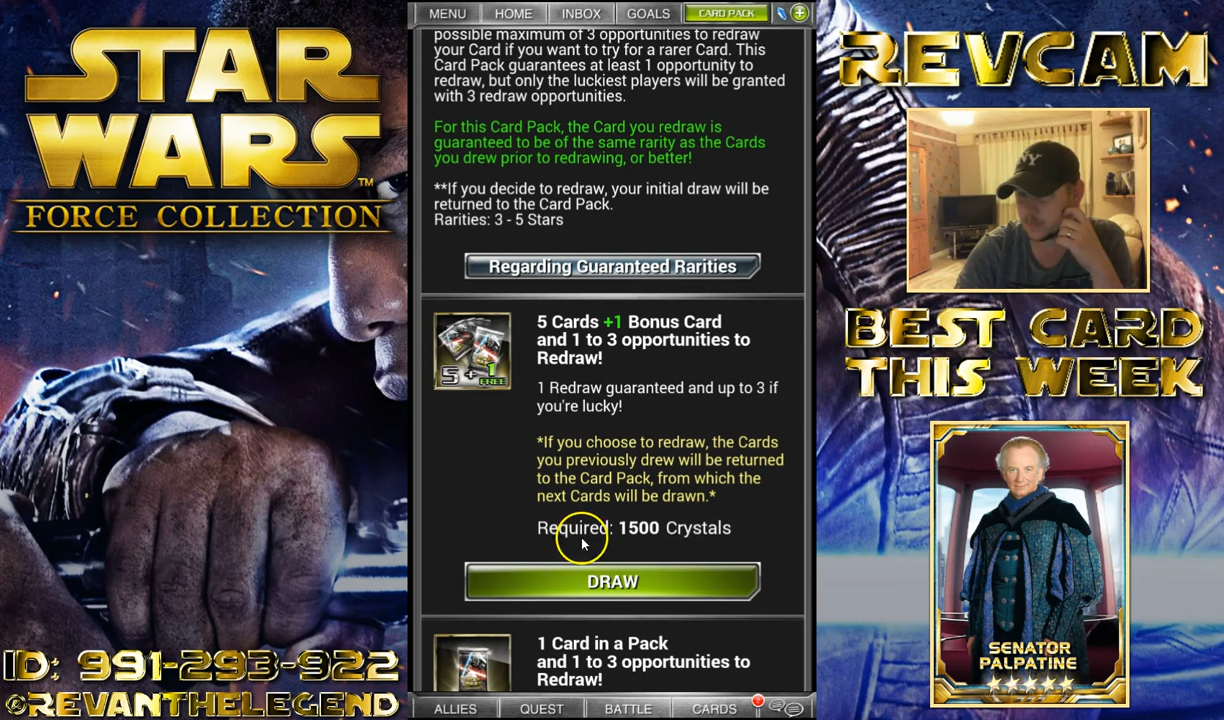 STAR
WARS
TM
FORCE COLLECTION
ID: 991-293-922
@REVANTHELEGEND
MENU
HOME
INBOX
GOALS
CARD PACK
possible maximum of 3 opportunities to redraw
your Card if you want to try for a rarer Card. This
Card Pack guarantees at least 1 opportunity to
redraw, but only the luckiest players will be granted
with 3 redraw opportunities.
For this Card Pack, the Card you redraw is
guaranteed to be of the same rarity as the Cards
you drew prior to redrawing, or better!
**If you decide to redraw, your initial draw will be
returned to the Card Pack.
Rarities: 3 - 5 Stars
Regarding Guaranteed Rarities
5 + 1
FREE
5 Cards +1 Bonus Card
and 1 to 3 opportunities to
Redraw!
1 Redraw guaranteed and up to 3 if
you're lucky!
*If you choose to redraw, the Cards
you previously drew will be returned
to the Card Pack, from which the
next Cards will be drawn.*
Required: 1500 Crystals
DRAW
1 Card in a Pack
and 1 to 3 opportunities to
Redraw!
ALLIES
QUEST
BATTLE
CARDS
REVCAM
NY
BEST CARD
THIS WEEK
SENATOR
PALPATINE